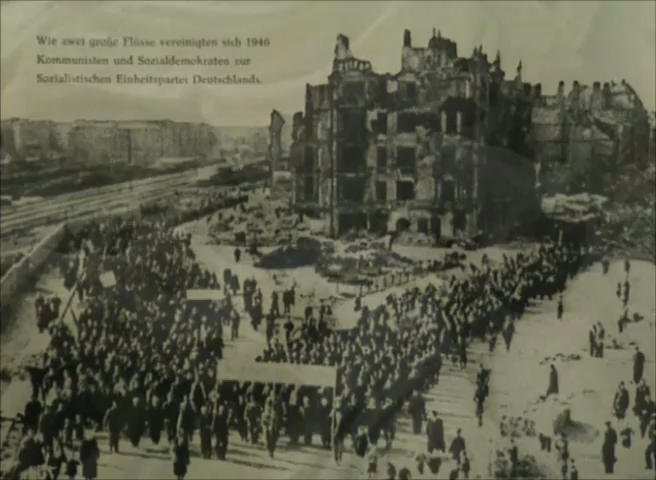 Wie zwei große Flüsse vereinigten sich 1946
Kommunisten und Sozialdemokraten zur
Sozialistischen Einheitspartei Deutschlands.